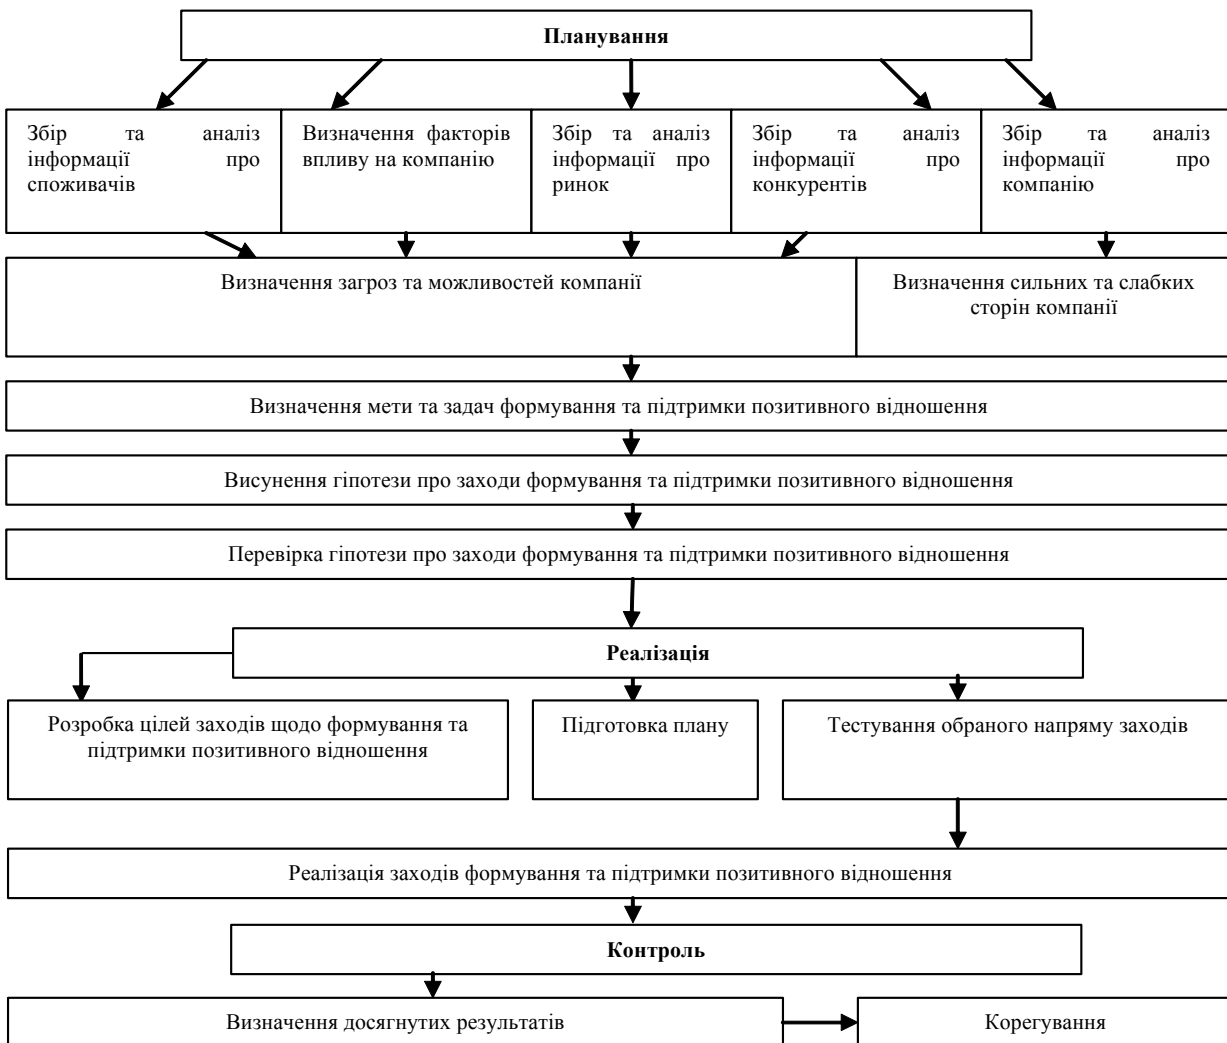 Планування
Збір та аналіз
інформації про
споживачів
Визначення факторів
впливу на компанію
Збір та аналіз
інформації про
ринок
Збір та аналіз
інформації про
конкурентів
Збір та аналіз
інформації про
компанію
Визначення загроз та можливостей компанії
Визначення сильних та слабких
сторін компанії
Визначення мети та задач формування та підтримки позитивного відношення
Висунення гіпотези про заходи формування та підтримки позитивного відношення
Перевірка гіпотези про заходи формування та підтримки позитивного відношення
Реалізація
Розробка цілей заходів щодо формування та
підтримки позитивного відношення
Підготовка плану
Тестування обраного напряму заходів
Реалізація заходів формування та підтримки позитивного відношення
Контроль
Визначення досягнутих результатів
Корегування